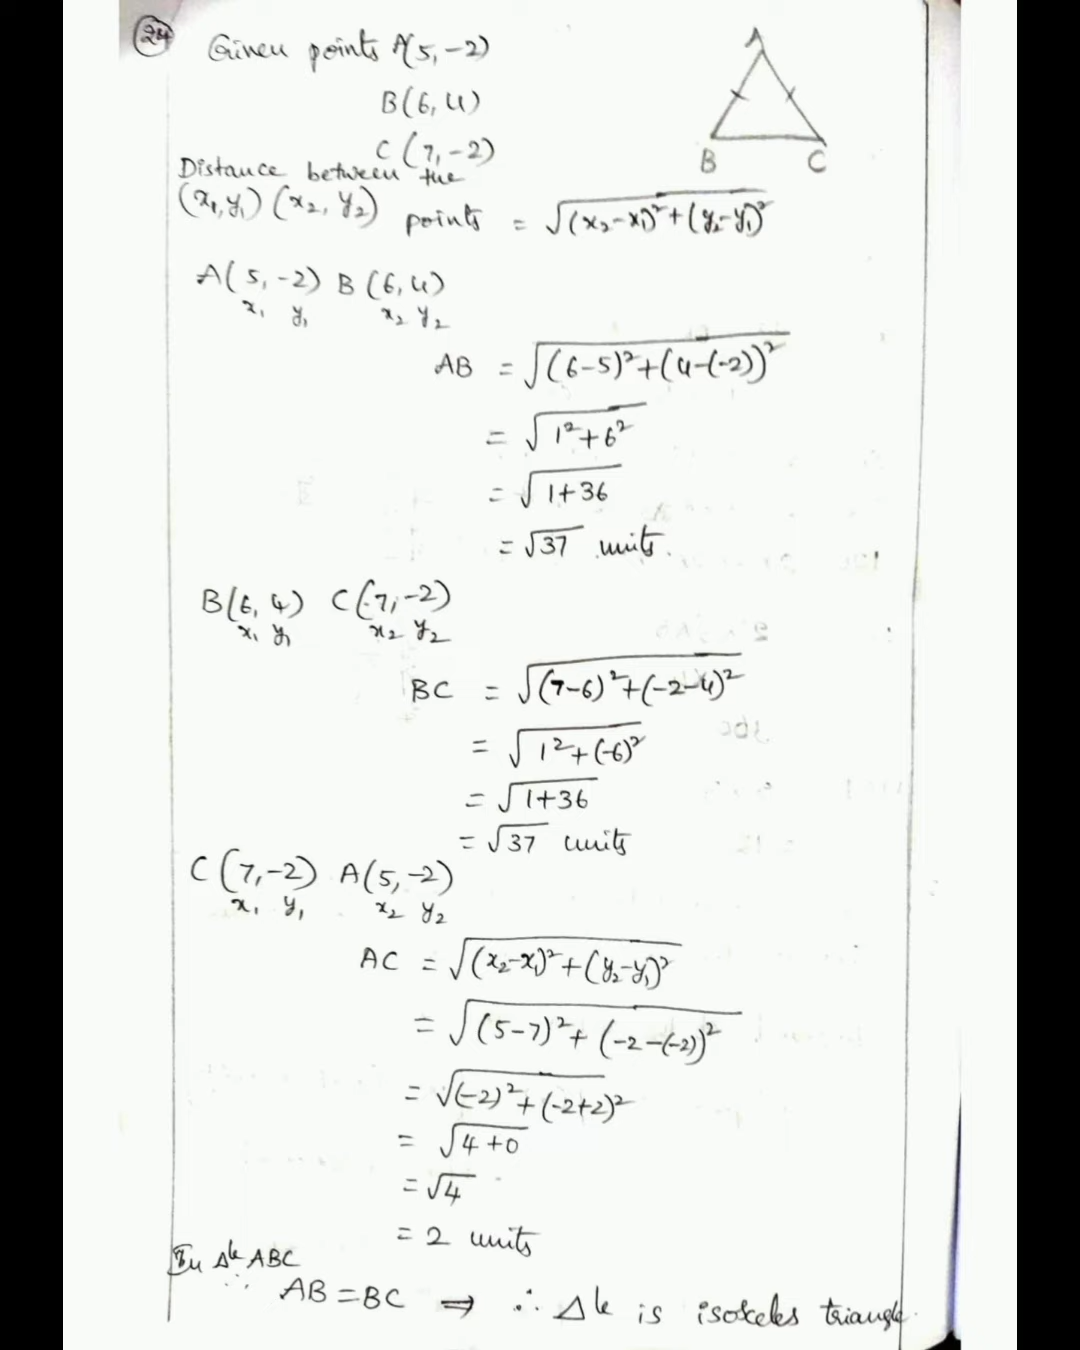 24 Given points A(5, -2)
B(6, 4)
C (7, -2)
Distance between the
(x1, y1) (x2, y2) points = √(x2-x1)²+(y2-y1)²
A
B C
A(5, -2) B (6, 4)
x1 y1 x2 y2
AB = √(6-5)²+(4-(-2))²
= √1²+6²
= √1+36
= √37 units.
B(6, 4) C(7, -2)
x1 y1 x2 y2
BC = √(7-6)²+(-2-4)²
= √1²+(-6)²
= √1+36
= √37 units
C (7, -2) A(5, -2)
x1 y1 x2 y2
AC = √(x2-x1)²+(y2-y1)²
= √(5-7)²+(-2-(-2))²
= √(-2)²+(-2+2)²
= √4+0
= √4
= 2 units
In Δle ABC
∴ AB = BC ⇒ ∴ Δle is isosceles triangle.